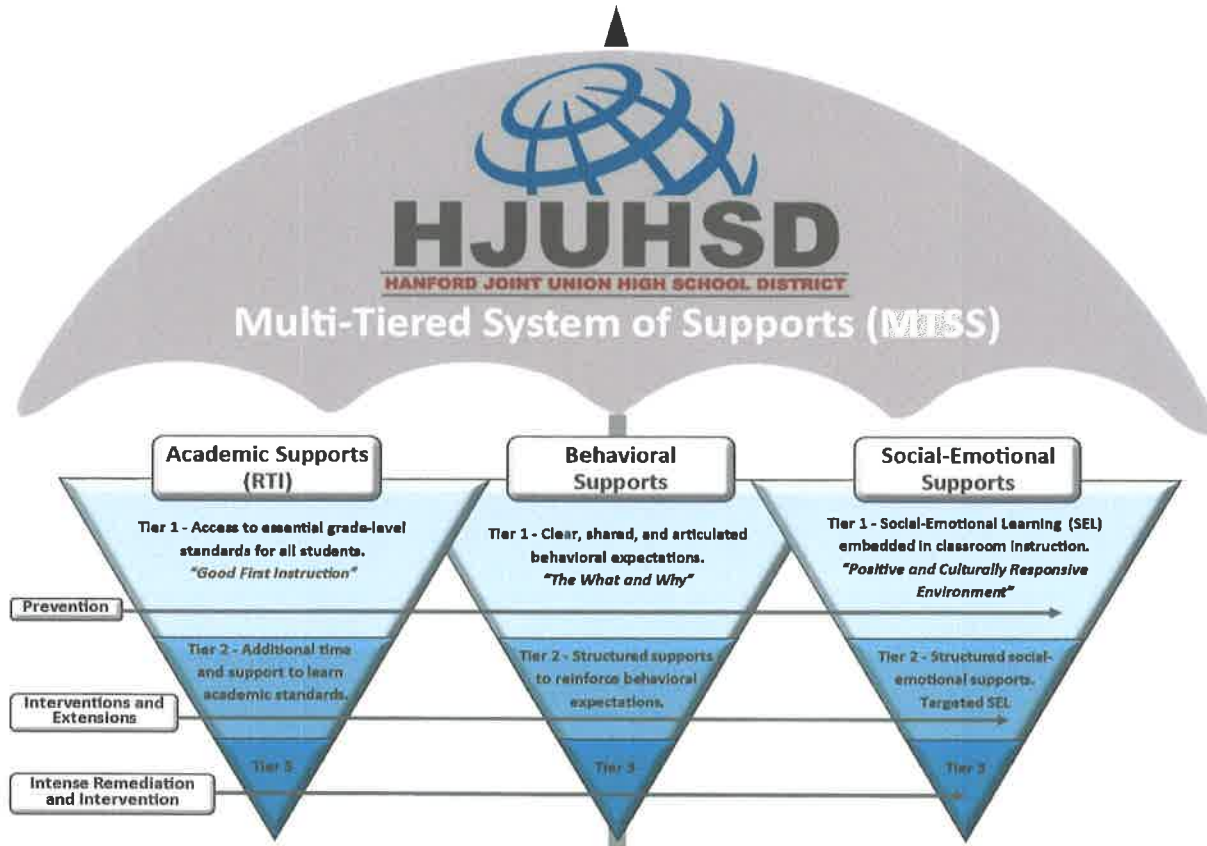 HJUHSD
HANFORD JOINT UNION HIGH SCHOOL DISTRICT
Multi-Tiered System of Supports (MTSS)
Academic Supports
(RTI)
Tier 1 - Access to essential grade-level
standards for all students.
"Good First Instruction"
Behavioral
Supports
Tier 1 - Clear, shared, and articulated
behavioral expectations.
"The What and Why"
Social-Emotional
Supports
Tier 1 - Social-Emotional Learning (SEL)
embedded in classroom instruction.
"Positive and Culturally Responsive
Environment"
Prevention
Tier 2 - Additional time
and support to learn
academic standards.
Tier 2 - Structured supports
to reinforce behavioral
expectations.
Tier 2 - Structured social-
emotional supports.
Targeted SEL
Interventions and
Extensions
Tier 3
Tier 3
Tier 3
Intense Remediation
and Intervention